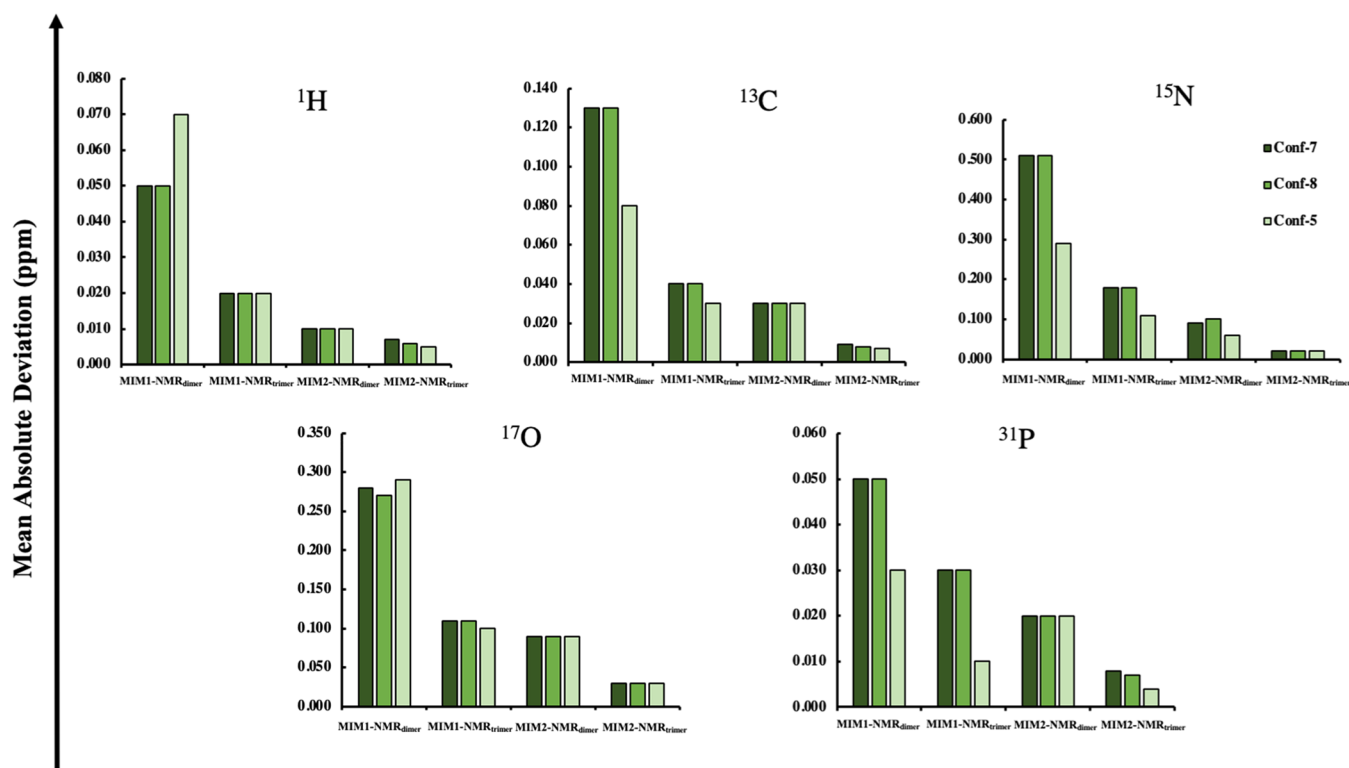 Mean Absolute Deviation (ppm)
¹H
0.080
0.070
0.060
0.050
0.040
0.030
0.020
0.010
0.000
MIM1-NMRdimer MIM1-NMRtrimer MIM2-NMRdimer MIM2-NMRtrimer
¹³C
0.140
0.120
0.100
0.080
0.060
0.040
0.020
0.000
MIM1-NMRdimer MIM1-NMRtrimer MIM2-NMRdimer MIM2-NMRtrimer
¹⁵N
0.600
0.500
0.400
0.300
0.200
0.100
0.000
MIM1-NMRdimer MIM1-NMRtrimer MIM2-NMRdimer MIM2-NMRtrimer
Conf-7
Conf-8
Conf-5
¹⁷O
0.350
0.300
0.250
0.200
0.150
0.100
0.050
0.000
MIM1-NMRdimer MIM1-NMRtrimer MIM2-NMRdimer MIM2-NMRtrimer
³¹P
0.060
0.050
0.040
0.030
0.020
0.010
0.000
MIM1-NMRdimer MIM1-NMRtrimer MIM2-NMRdimer MIM2-NMRtrimer